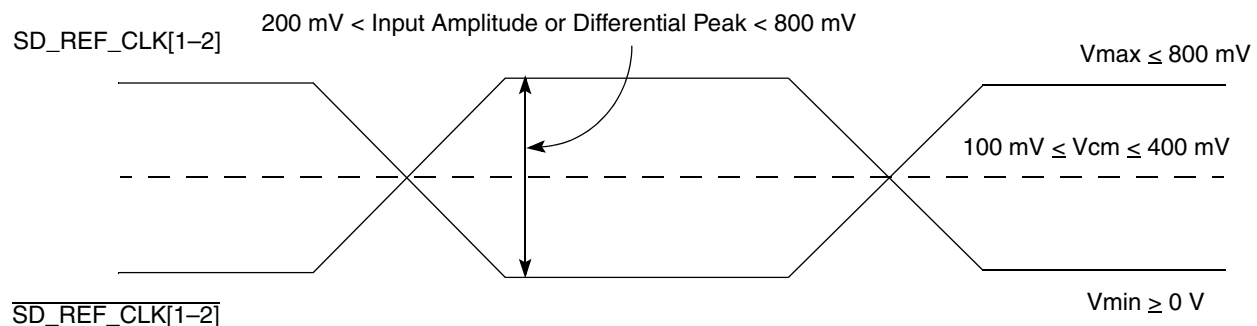 200 mV < Input Amplitude or Differential Peak < 800 mV
SD_REF_CLK[1–2]
Vmax ≤ 800 mV
100 mV ≤ Vcm ≤ 400 mV
Vmin ≥ 0 V
SD_REF_CLK[1–2]